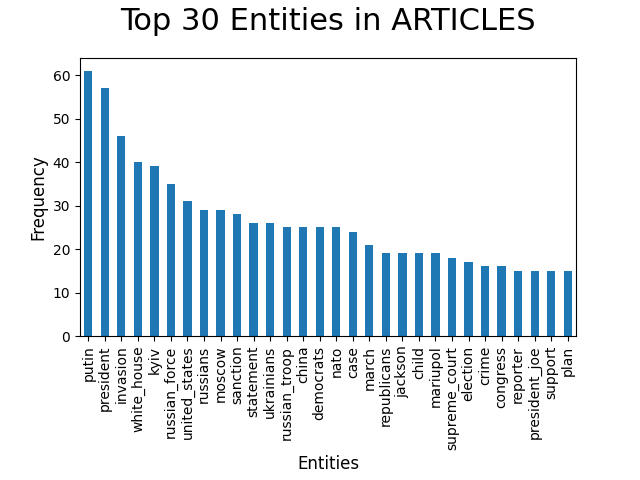 Top 30 Entities in ARTICLES
Frequency
60
50
40
30
20
10
0
putin
president
invasion
white_house
kyiv
russian_force
united_states
russians
moscow
sanction
statement
ukrainians
russian_troop
china
democrats
nato
case
march
republicans
jackson
child
mariupol
supreme_court
election
crime
congress
reporter
president_joe
support
plan
Entities